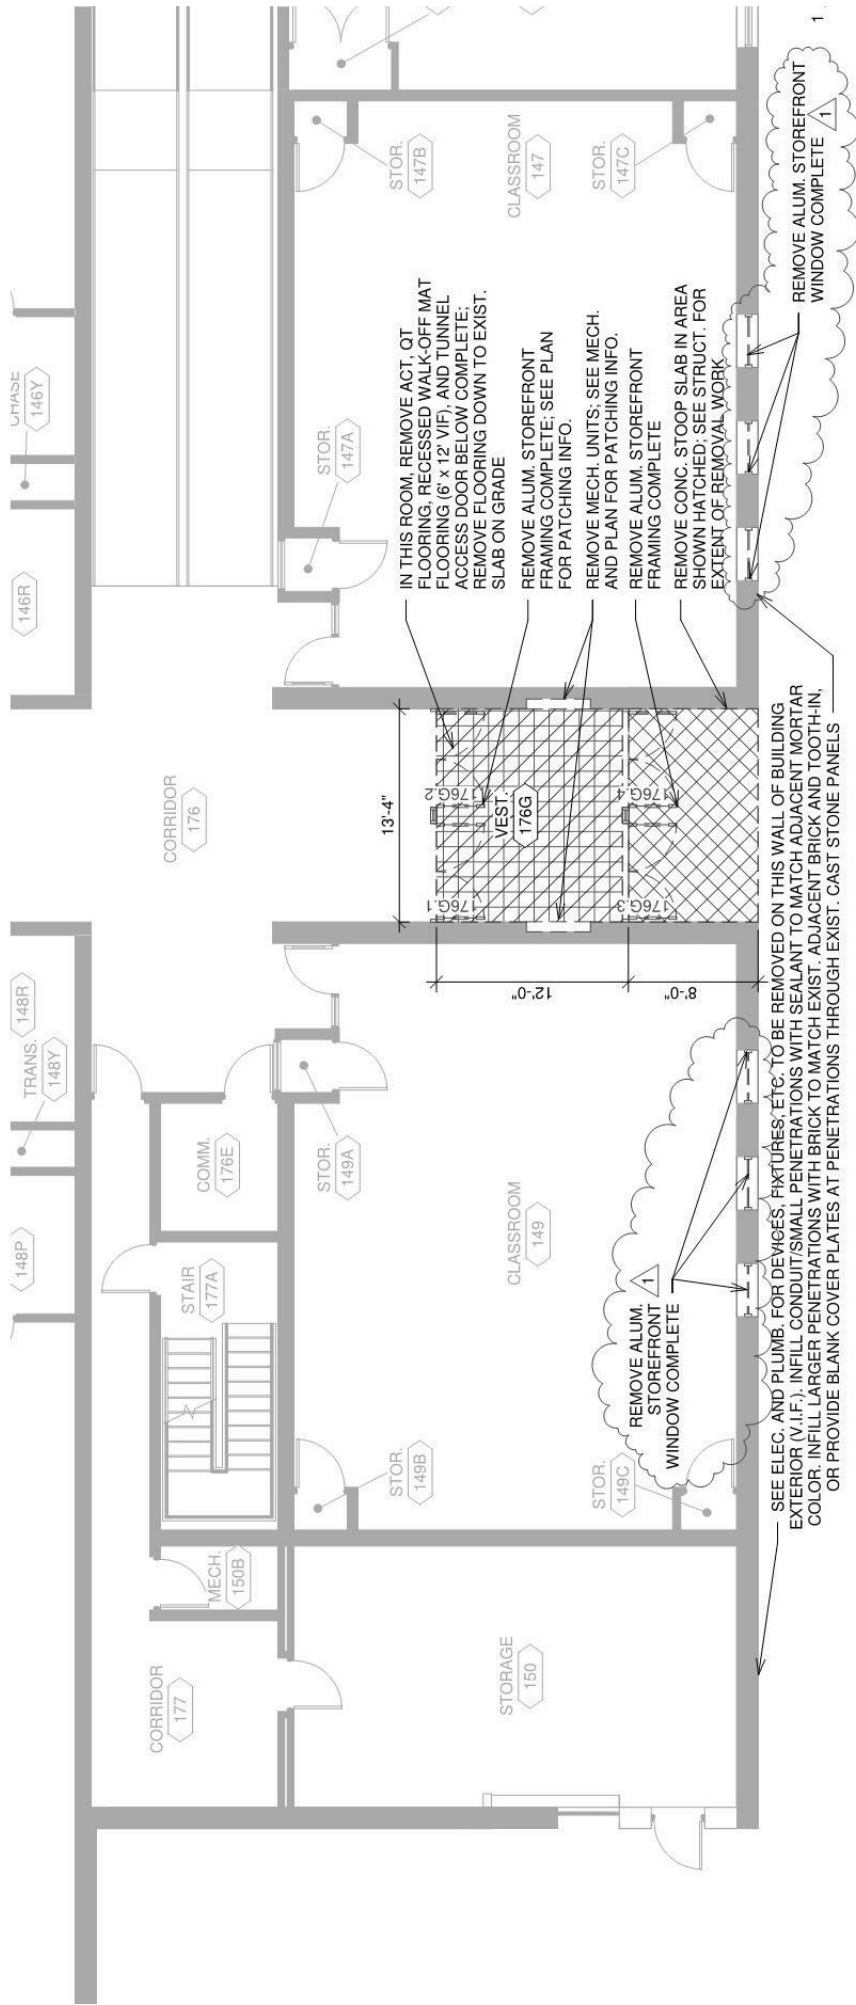 CHASE
146Y
146R
STOR.
147B
CLASSROOM
147
STOR.
147C
STOR.
147A
1
REMOVE ALUM. STOREFRONT
WINDOW COMPLETE
1
IN THIS ROOM, REMOVE ACT, QT
FLOORING, RECESSED WALK-OFF MAT
FLOORING (6' x 12' VIF), AND TUNNEL
ACCESS DOOR BELOW COMPLETE;
REMOVE FLOORING DOWN TO EXIST.
SLAB ON GRADE
REMOVE ALUM. STOREFRONT
FRAMING COMPLETE; SEE PLAN
FOR PATCHING INFO.
REMOVE MECH. UNITS; SEE MECH.
AND PLAN FOR PATCHING INFO.
REMOVE ALUM. STOREFRONT
FRAMING COMPLETE
REMOVE CONC. STOOP SLAB IN AREA
SHOWN HATCHED; SEE STRUCT. FOR
EXTENT OF REMOVAL WORK
CORRIDOR
176
13'-4"
176G.2
176G.1
VEST.
176G
176G.4
176G.3
12'-0"
8'-0"
148R
TRANS.
148Y
148P
COMM.
176E
STOR.
149A
STAIR
177A
CLASSROOM
149
STOR.
149B
STOR.
149C
REMOVE ALUM.
STOREFRONT
WINDOW COMPLETE
1
MECH.
150B
CORRIDOR
177
STORAGE
150
SEE ELEC. AND PLUMB. FOR DEVICES, FIXTURES, ETC. TO BE REMOVED ON THIS WALL OF BUILDING
EXTERIOR (V.I.F.). INFILL CONDUIT/SMALL PENETRATIONS WITH SEALANT TO MATCH ADJACENT MORTAR
COLOR. INFILL LARGER PENETRATIONS WITH BRICK TO MATCH EXIST. ADJACENT BRICK AND TOOTH-IN,
OR PROVIDE BLANK COVER PLATES AT PENETRATIONS THROUGH EXIST. CAST STONE PANELS